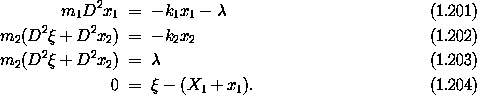 m₁D²x₁ = −k₁x₁ − λ (1.201)
m₂(D²ξ + D²x₂) = −k₂x₂ (1.202)
m₂(D²ξ + D²x₂) = λ (1.203)
0 = ξ − (X₁ + x₁). (1.204)